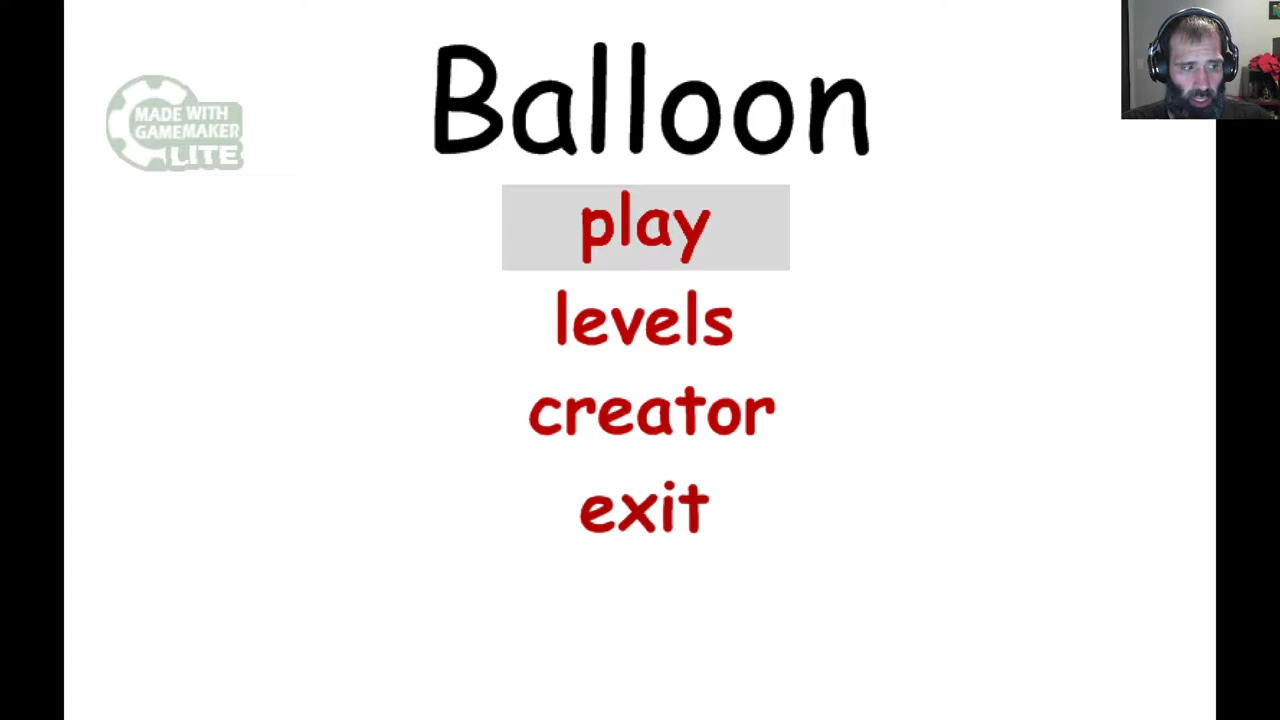 Balloon
MADE WITH
GAMEMAKER
LITE
play
levels
creator
exit